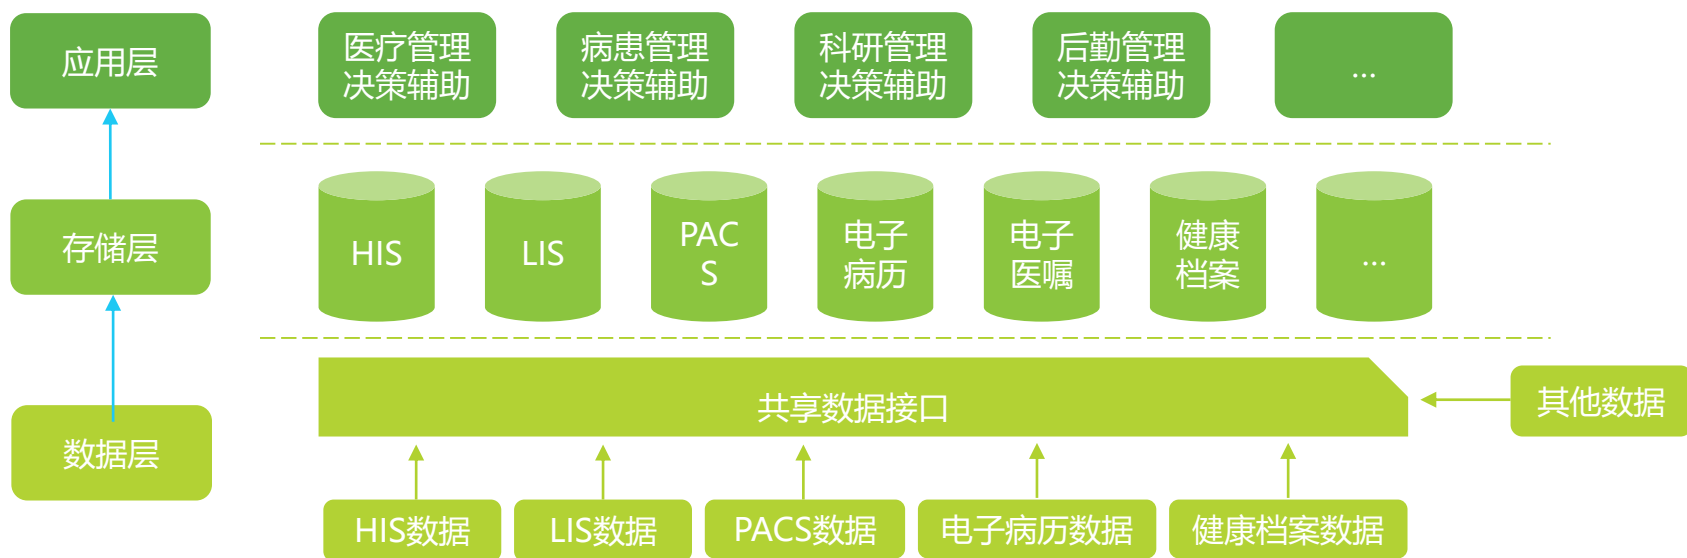 应用层
医疗管理
决策辅助
病患管理
决策辅助
科研管理
决策辅助
后勤管理
决策辅助
...
存储层
HIS
LIS
PAC
S
电子
病历
电子
医嘱
健康
档案
...
数据层
共享数据接口
其他数据
HIS数据
LIS数据
PACS数据
电子病历数据
健康档案数据